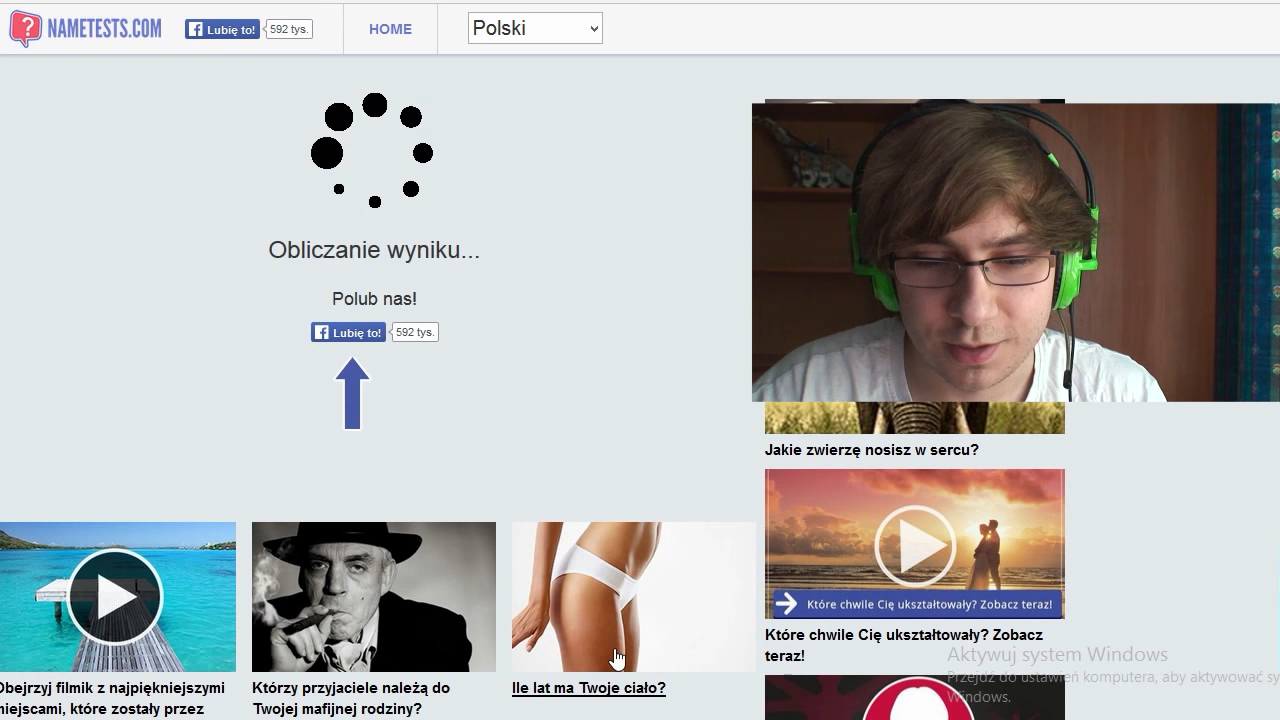 NAMETESTS.COM
Lubię to!
592 tys.
HOME
Polski
Obliczanie wyniku...
Polub nas!
Lubię to!
592 tys.
Jakie zwierzę nosisz w sercu?
Które chwile Cię ukształtowały? Zobacz teraz!
Które chwile Cię ukształtowały? Zobacz
teraz!
Obejrzyj filmik z najpiękniejszymi
miejscami, które zostały przez
Którzy przyjaciele należą do
Twojej mafijnej rodziny?
Ile lat ma Twoje ciało?
Aktywuj system Windows
Przejdź do ustawień komputera, aby aktywować sy
Windows.